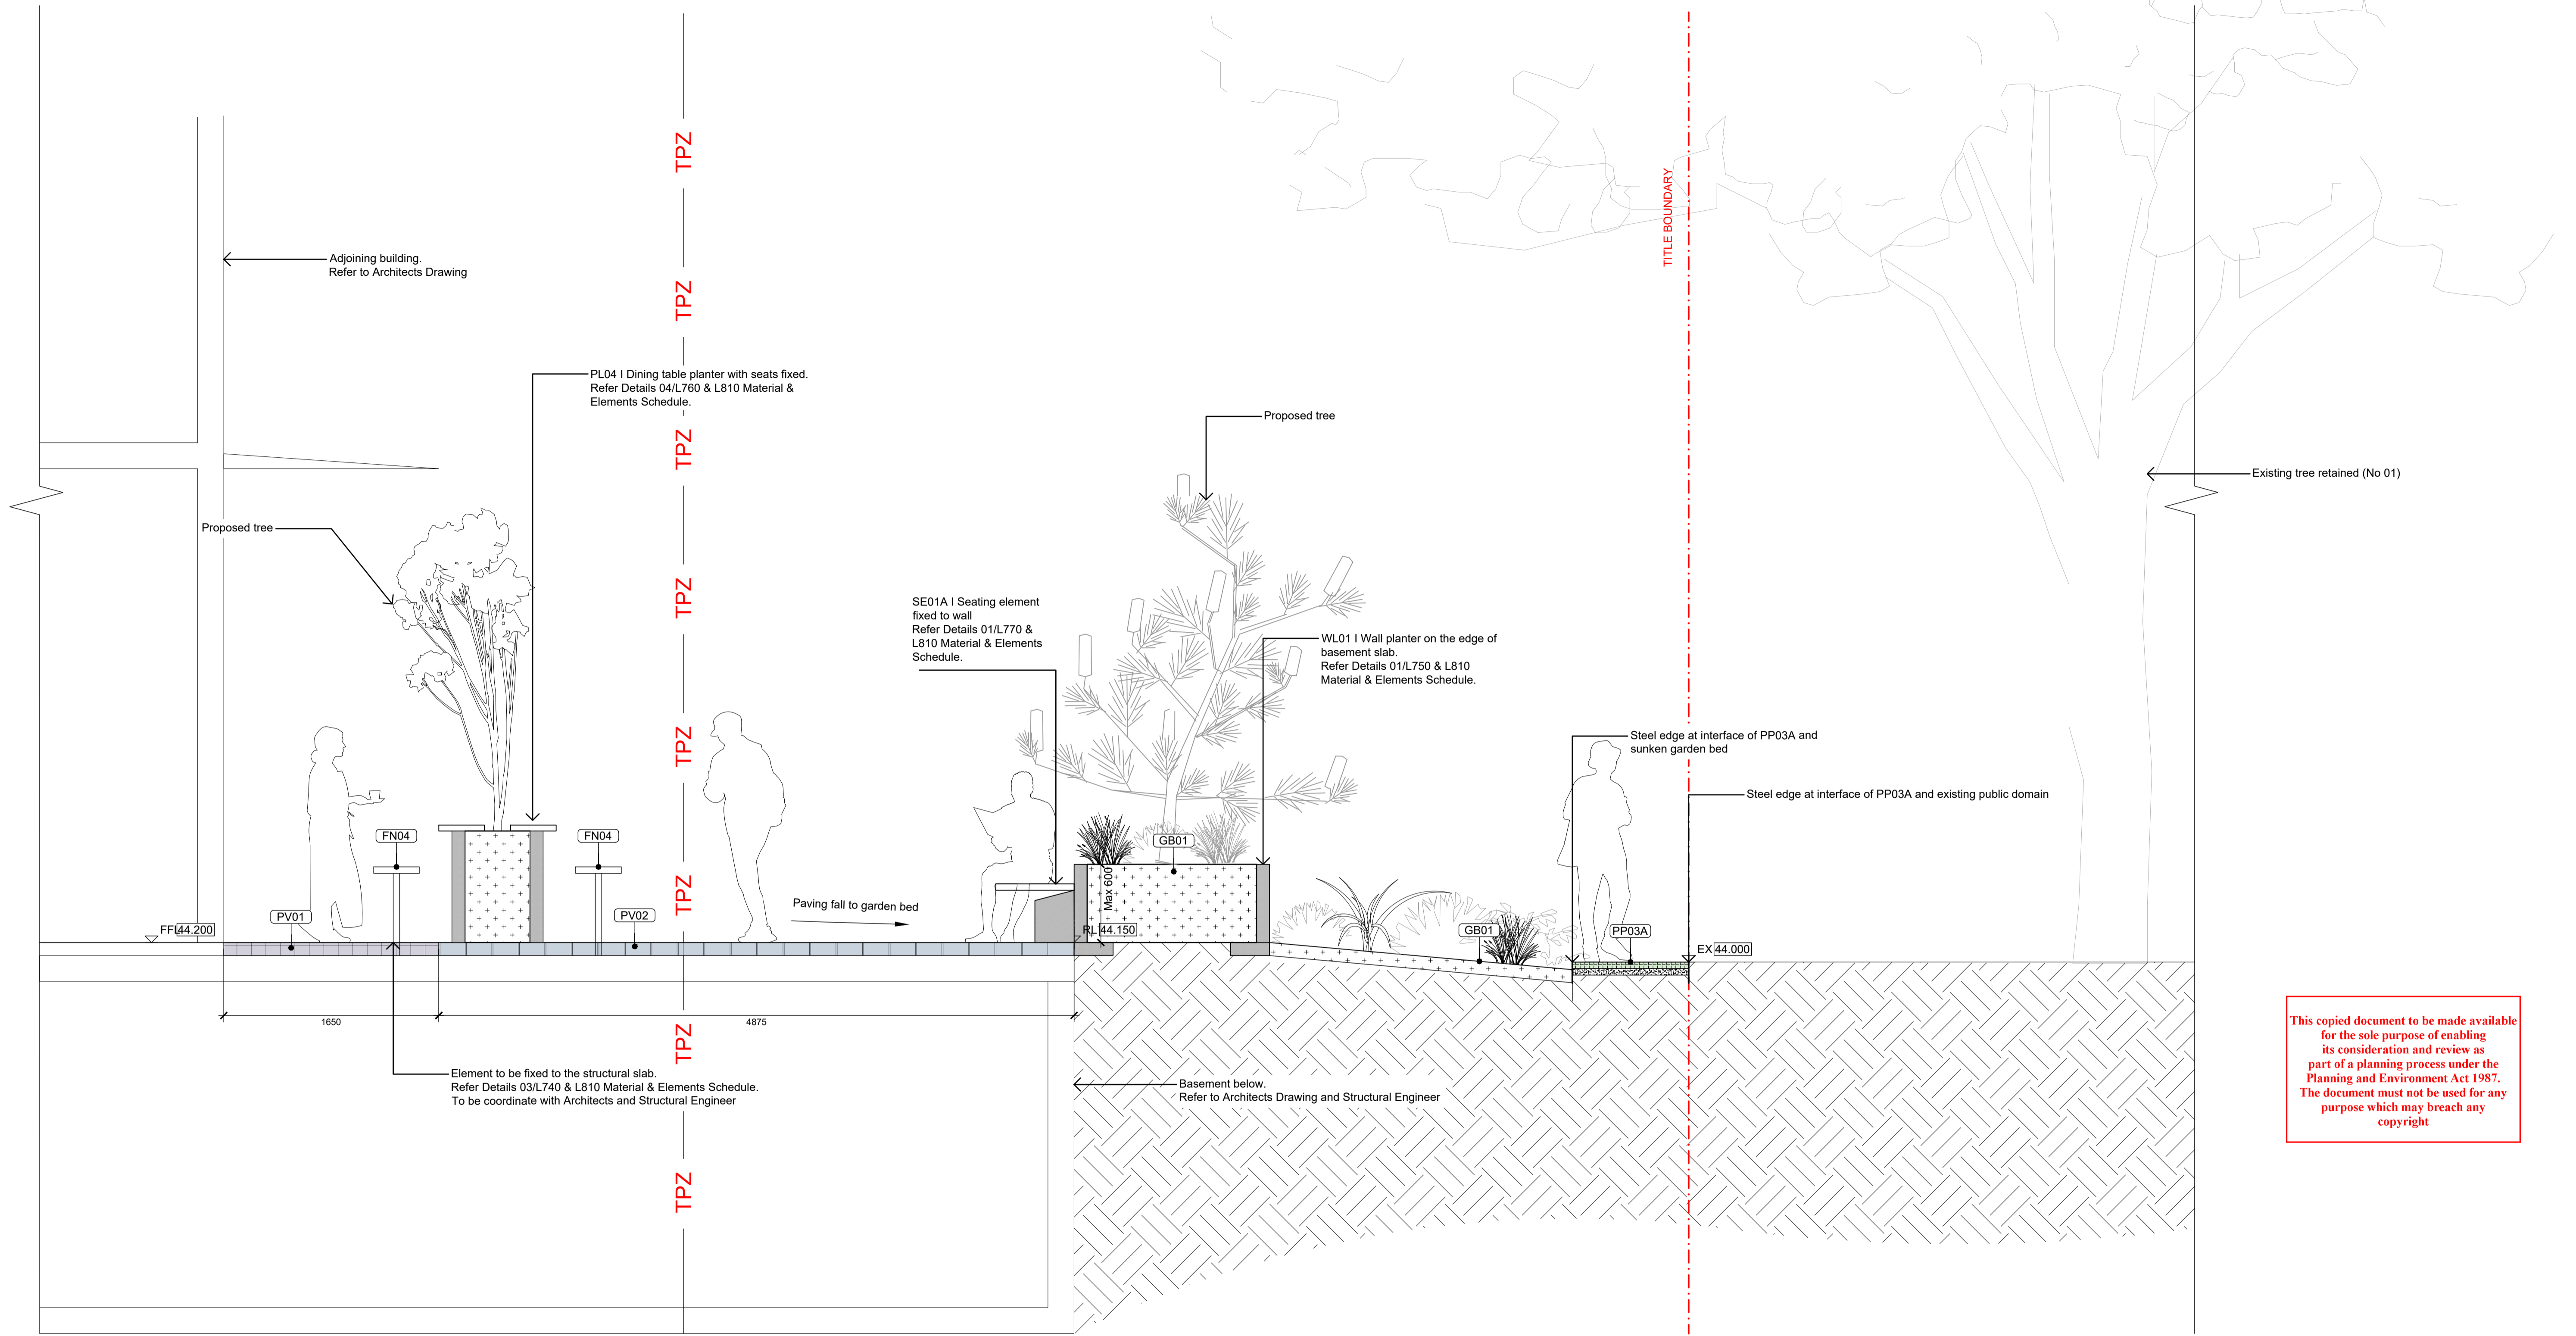 TPZ
TITLE BOUNDARY
Adjoining building.
Refer to Architects Drawing
TPZ
PL04 I Dining table planter with seats fixed.
Refer Details 04/L760 & L810 Material &
Elements Schedule.
Proposed tree
TPZ
Existing tree retained (No 01)
Proposed tree
TPZ
SE01A I Seating element
fixed to wall
Refer Details 01/L770 &
L810 Material & Elements
Schedule.
WL01 I Wall planter on the edge of
basement slab.
Refer Details 01/L750 & L810
Material & Elements Schedule.
TPZ
Steel edge at interface of PP03A and
sunken garden bed
Steel edge at interface of PP03A and existing public domain
FN04
FN04
GB01
TPZ
Max 600
Paving fall to garden bed
PV01
PV02
FFL 44.200
RL 44.150
GB01
PP03A
EX 44.000
1650
4875
TPZ
Element to be fixed to the structural slab.
Refer Details 03/L740 & L810 Material & Elements Schedule.
To be coordinate with Architects and Structural Engineer
Basement below.
Refer to Architects Drawing and Structural Engineer
TPZ
This copied document to be made available
for the sole purpose of enabling
its consideration and review as
part of a planning process under the
Planning and Environment Act 1987.
The document must not be used for any
purpose which may breach any
copyright